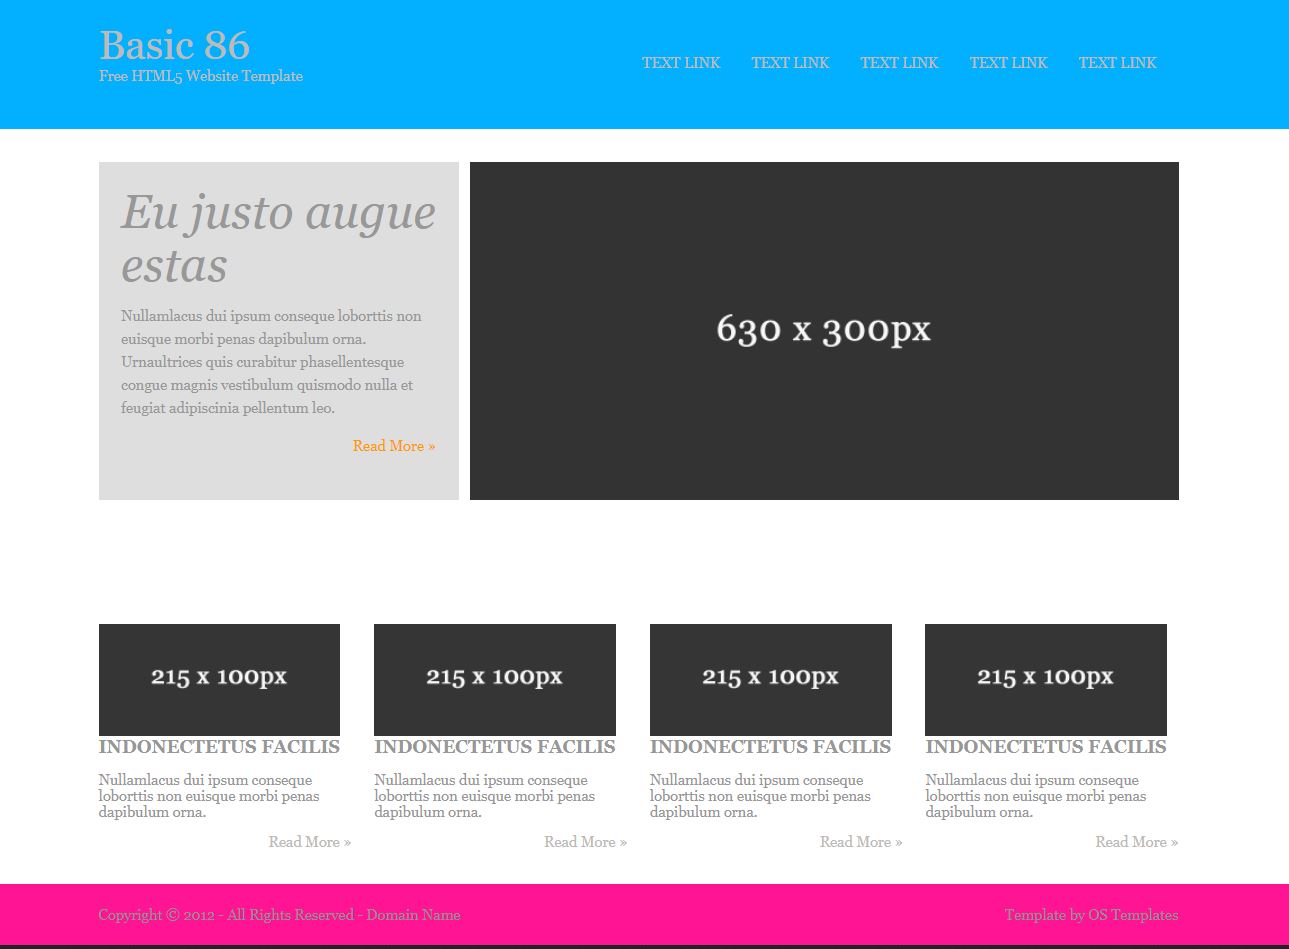 Basic 86
Free HTML5 Website Template
TEXT LINK TEXT LINK TEXT LINK TEXT LINK TEXT LINK
Eu justo augue
estas
Nullamlacus dui ipsum conseque loborttis non
euisque morbi penas dapibulum orna.
Urnaultrices quis curabitur phasellentesque
congue magnis vestibulum quismodo nulla et
feugiat adipiscinia pellentum leo.
Read More »
630 x 300px
215 x 100px
INDONECTETUS FACILIS
Nullamlacus dui ipsum conseque
loborttis non euisque morbi penas
dapibulum orna.
Read More »
215 x 100px
INDONECTETUS FACILIS
Nullamlacus dui ipsum conseque
loborttis non euisque morbi penas
dapibulum orna.
Read More »
215 x 100px
INDONECTETUS FACILIS
Nullamlacus dui ipsum conseque
loborttis non euisque morbi penas
dapibulum orna.
Read More »
215 x 100px
INDONECTETUS FACILIS
Nullamlacus dui ipsum conseque
loborttis non euisque morbi penas
dapibulum orna.
Read More »
Copyright © 2012 - All Rights Reserved - Domain Name
Template by OS Templates